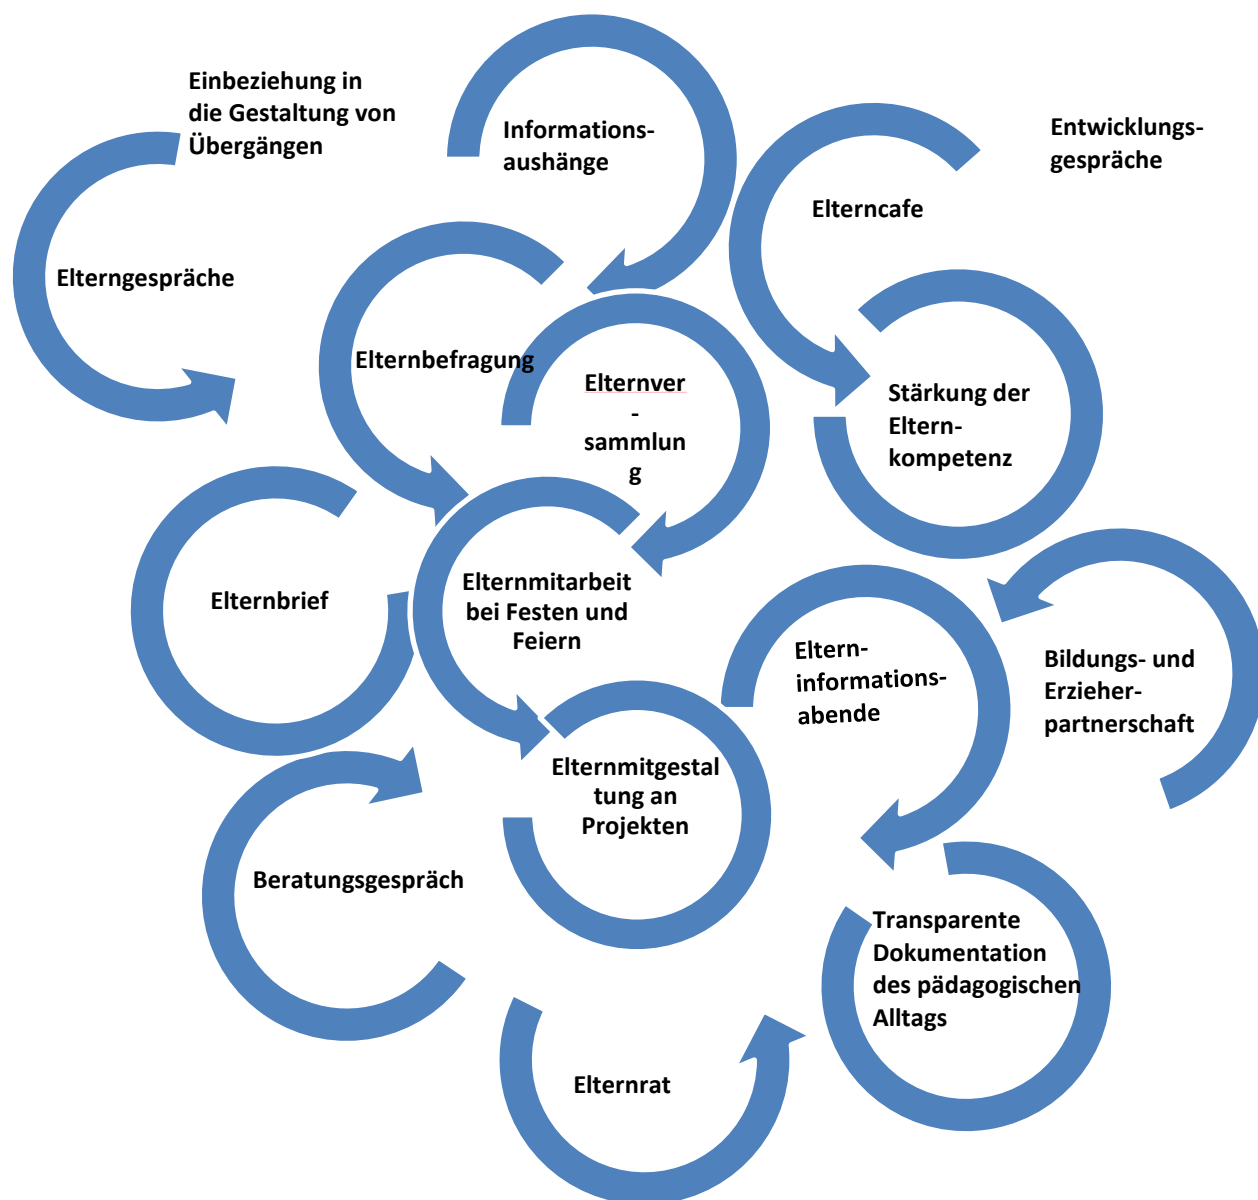 Einbeziehung in
die Gestaltung von
Übergängen
Informations-
aushänge
Entwicklungs-
gespräche
Elterncafe
Elterngespräche
Elternbefragung
Elternver
-
sammlun
g
Stärkung der
Eltern-
kompetenz
Elternbrief
Elternmitarbeit
bei Festen und
Feiern
Eltern-
informations-
abende
Bildungs- und
Erzieher-
partnerschaft
Elternmitgestal
tung an
Projekten
Beratungsgespräch
Transparente
Dokumentation
des pädagogischen
Alltags
Elternrat